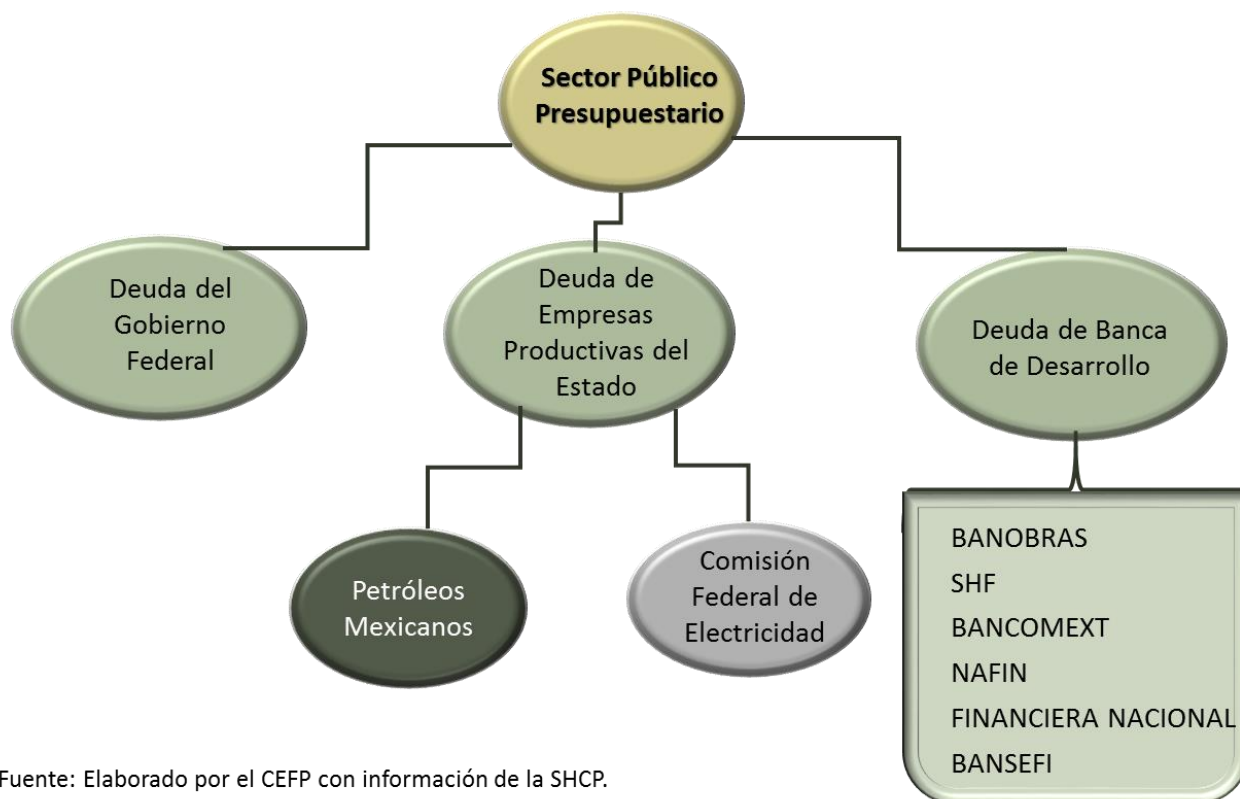 Sector Público
Presupuestario
Deuda del
Gobierno
Federal
Deuda de
Empresas
Productivas del
Estado
Deuda de Banca
de Desarrollo
Petróleos
Mexicanos
Comisión
Federal de
Electricidad
BANOBRAS
SHF
BANCOMEXT
NAFIN
FINANCIERA NACIONAL
BANSEFI
Fuente: Elaborado por el CEFP con información de la SHCP.